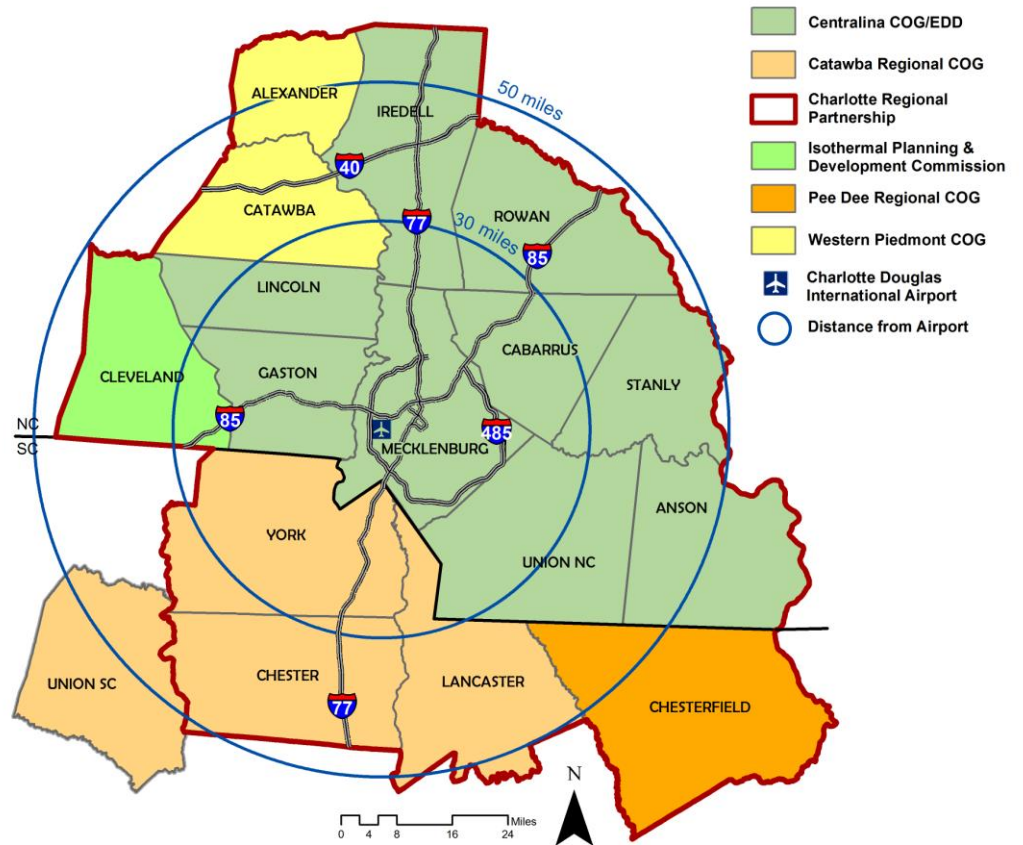 Centralina COG/EDD
Catawba Regional COG
Charlotte Regional
Partnership
Isothermal Planning &
Development Commission
Pee Dee Regional COG
Western Piedmont COG
Charlotte Douglas
International Airport
Distance from Airport
50 miles
ALEXANDER
IREDELL
40
CATAWBA
77
30 miles
ROWAN
85
LINCOLN
CABARRUS
CLEVELAND
GASTON
STANLY
85
NC
SC
MECKLENBURG
485
ANSON
YORK
UNION NC
UNION SC
CHESTER
LANCASTER
77
CHESTERFIELD
N
Miles
0 4 8 16 24